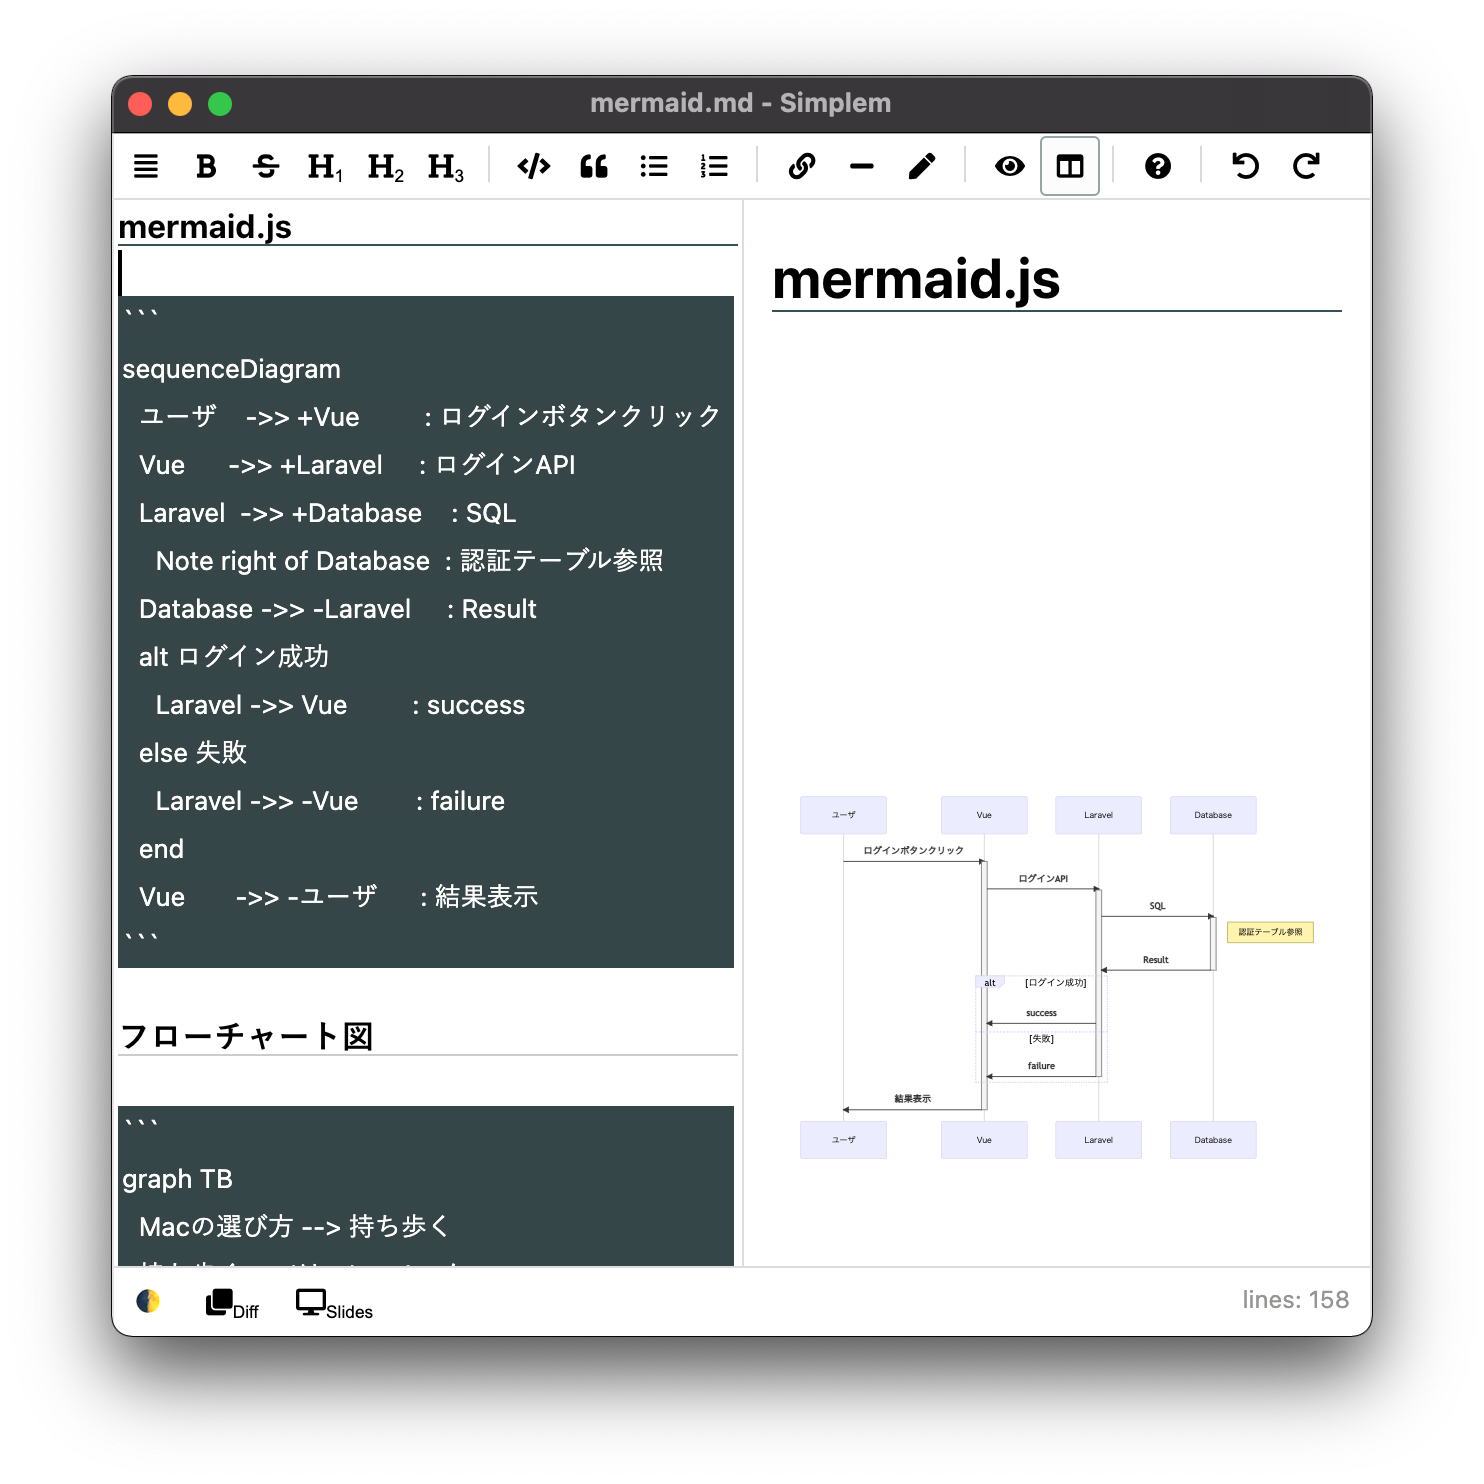 mermaid.md - Simplem
B S H1 H2 H3
mermaid.js
```
sequenceDiagram
ユーザ ->> +Vue : ログインボタンクリック
Vue ->> +Laravel : ログインAPI
Laravel ->> +Database : SQL
Note right of Database : 認証テーブル参照
Database ->> -Laravel : Result
alt ログイン成功
Laravel ->> Vue : success
else 失敗
Laravel ->> -Vue : failure
end
Vue ->> -ユーザ : 結果表示
```
フローチャート図
```
graph TB
Macの選び方 --> 持ち歩く
mermaid.js
ユーザ Vue Laravel Database
ログインボタンクリック
ログインAPI
SQL
認証テーブル参照
Result
alt [ログイン成功]
success
[失敗]
failure
結果表示
ユーザ Vue Laravel Database
Diff Slides
lines: 158